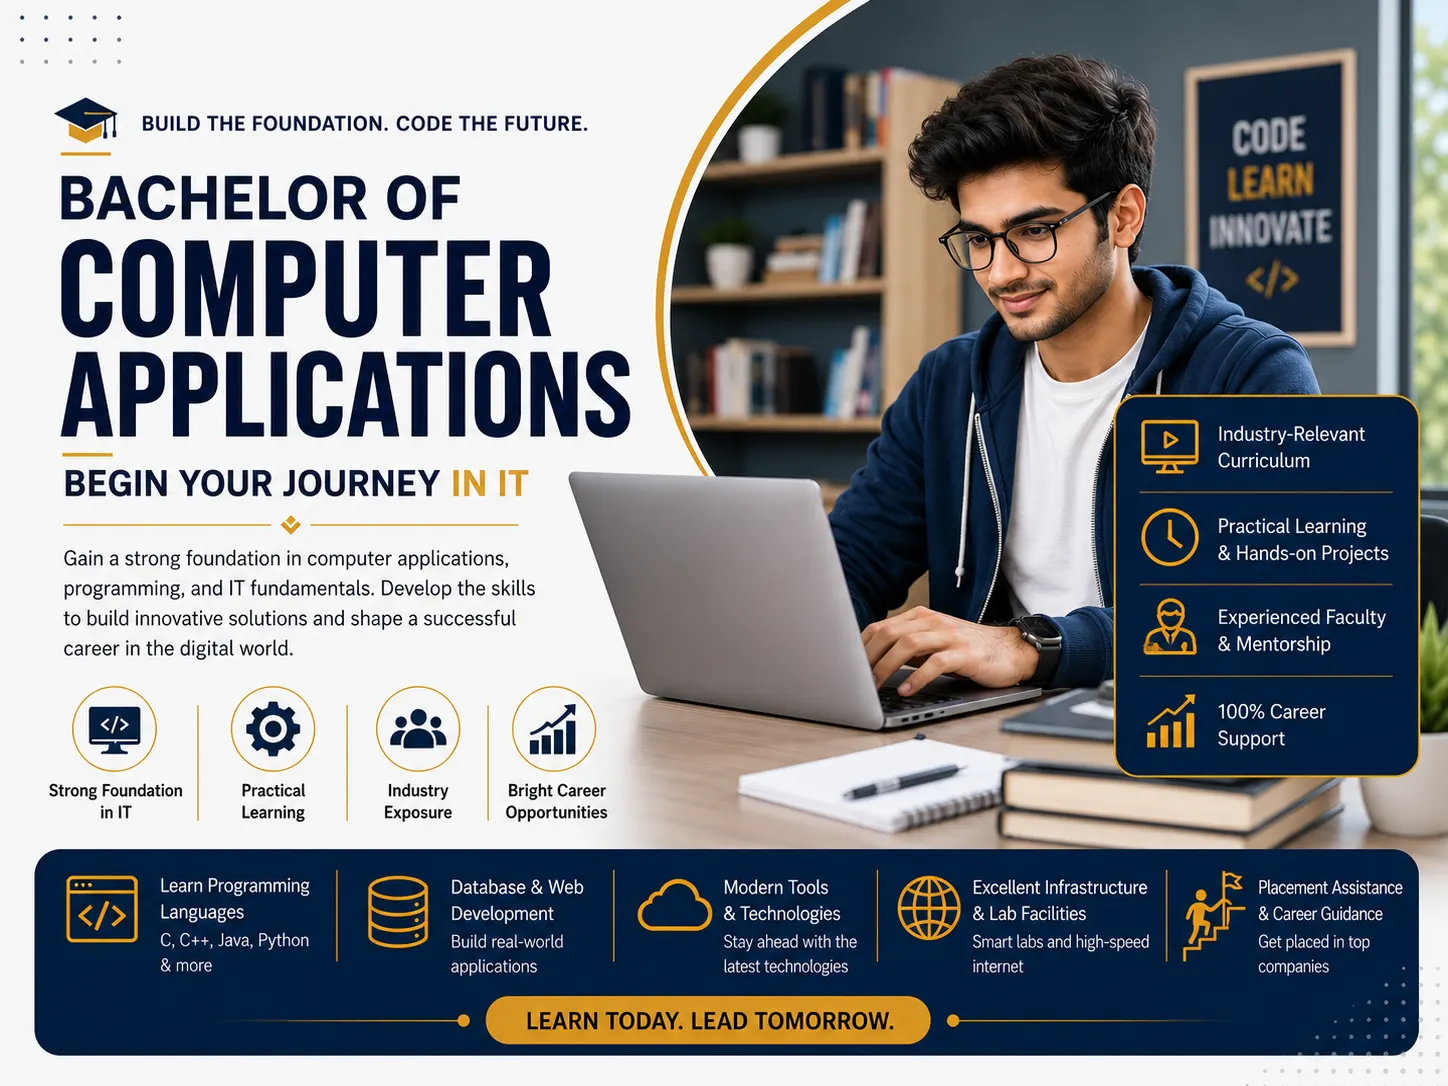 BUILD THE FOUNDATION. CODE THE FUTURE.
BACHELOR OF
COMPUTER
APPLICATIONS
BEGIN YOUR JOURNEY IN IT
Gain a strong foundation in computer applications,
programming, and IT fundamentals. Develop the skills
to build innovative solutions and shape a successful
career in the digital world.
</>
Strong Foundation
in IT
Practical
Learning
Industry
Exposure
Bright Career
Opportunities
CODE
LEARN
INNOVATE
</>
Industry-Relevant
Curriculum
Practical Learning
& Hands-on Projects
Experienced Faculty
& Mentorship
100% Career
Support
</>
Learn Programming
Languages
C, C++, Java, Python
& more
Database & Web
Development
Build real-world
applications
Modern Tools
& Technologies
Stay ahead with the
latest technologies
Excellent Infrastructure
& Lab Facilities
Smart labs and high-speed
internet
Placement Assistance
& Career Guidance
Get placed in top
companies
LEARN TODAY. LEAD TOMORROW.